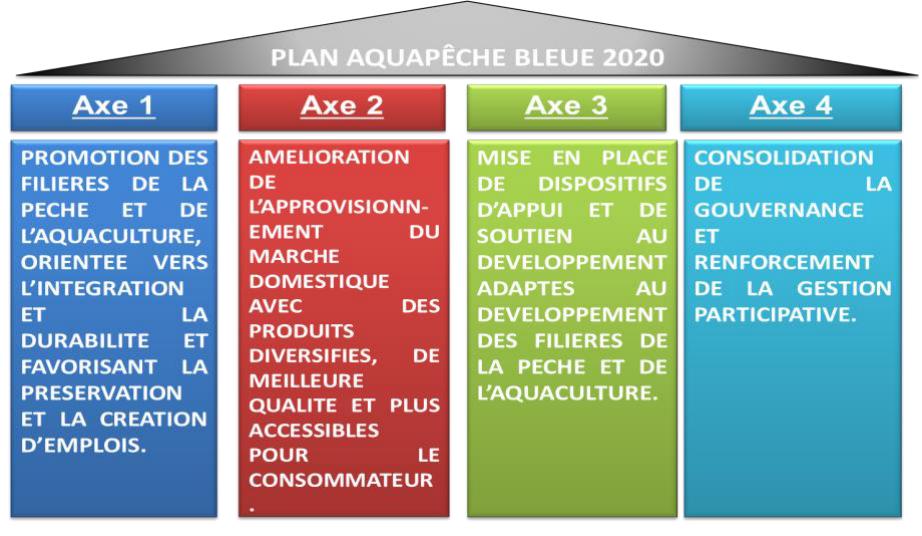 PLAN AQUAPÊCHE BLEUE 2020
Axe 1
PROMOTION DES
FILIERES DE LA
PECHE ET DE
L'AQUACULTURE,
ORIENTEE VERS
L'INTEGRATION
ET LA
DURABILITE ET
FAVORISANT LA
PRESERVATION
ET LA CREATION
D'EMPLOIS.
Axe 2
AMELIORATION
DE
L'APPROVISIONN-
EMENT DU
MARCHE
DOMESTIQUE
AVEC DES
PRODUITS
DIVERSIFIES, DE
MEILLEURE
QUALITE ET PLUS
ACCESSIBLES
POUR LE
CONSOMMATEUR
.
Axe 3
MISE EN PLACE
DE DISPOSITIFS
D'APPUI ET DE
SOUTIEN AU
DEVELOPPEMENT
ADAPTES AU
DEVELOPPEMENT
DES FILIERES DE
LA PECHE ET DE
L'AQUACULTURE.
Axe 4
CONSOLIDATION
DE LA
GOUVERNANCE
ET
RENFORCEMENT
DE LA GESTION
PARTICIPATIVE.